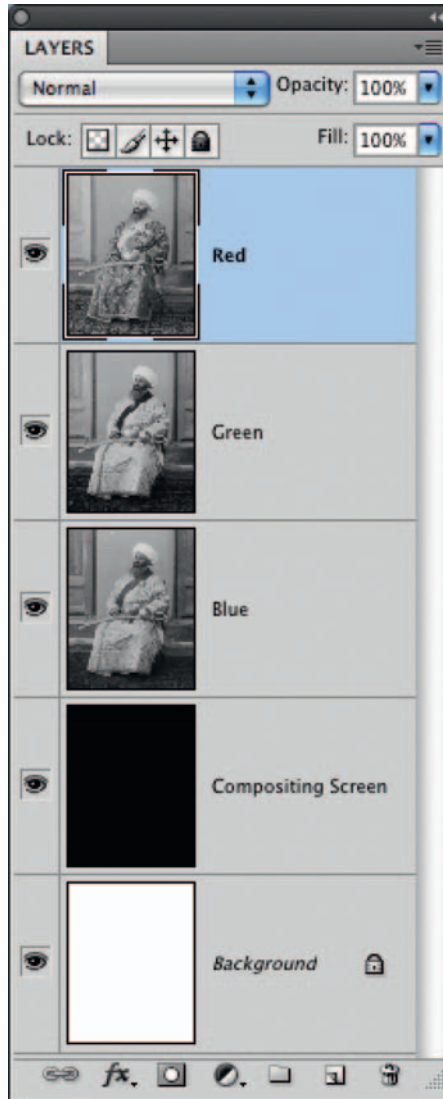 LAYERS
Normal Opacity: 100%
Lock: Fill: 100%
Red
Green
Blue
Compositing Screen
Background
fx.